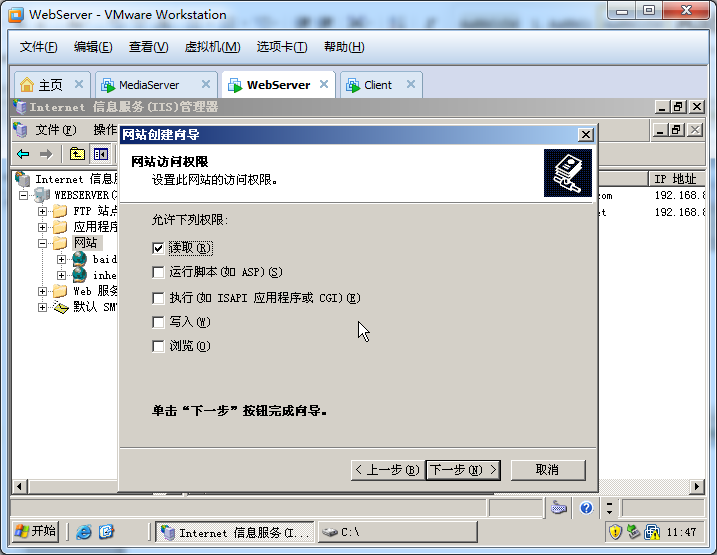 WebServer - VMware Workstation
文件(F) 编辑(E) 查看(V) 虚拟机(M) 选项卡(T) 帮助(H)
主页 MediaServer WebServer Client
Internet 信息服务(IIS)管理器
文件(F) 操作
网站创建向导
网站访问权限
设置此网站的访问权限。
Internet 信息服
IP 地址
WEBSERVER(
com 192.168.8
FTP 站点
et 192.168.8
应用程序
网站
baid
inhe
Web 服务
默认 SM
允许下列权限:
读取(R)
运行脚本(如 ASP)(S)
执行(如 ISAPI 应用程序或 CGI)(E)
写入(W)
浏览(O)
单击“下一步”按钮完成向导。
< 上一步(B) 下一步(N) > 取消
开始 Internet 信息服务(I... C:\ 11:47